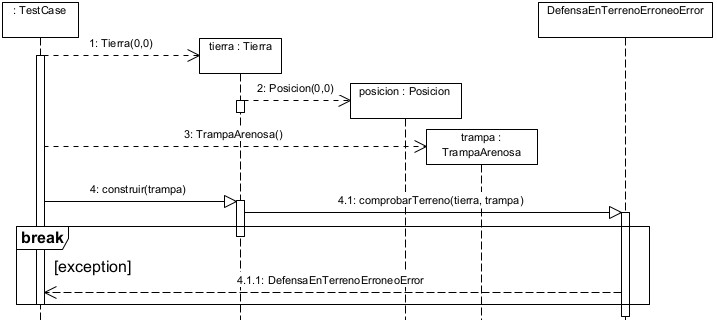 : TestCase
DefensaEnTerrenoErroneoError
1: Tierra(0,0)
tierra : Tierra
2: Posicion(0,0)
posicion : Posicion
3: TrampaArenosa()
trampa :
TrampaArenosa
4: construir(trampa)
4.1: comprobarTerreno(tierra, trampa)
break
[exception]
4.1.1: DefensaEnTerrenoErroneoError